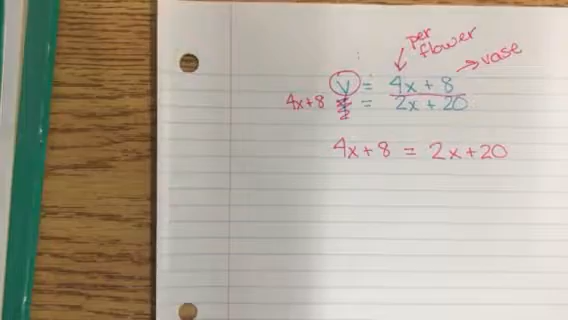 per
flower
y = 4x + 8 → vase
4x+8 = 2x + 20
4x+8 = 2x+20